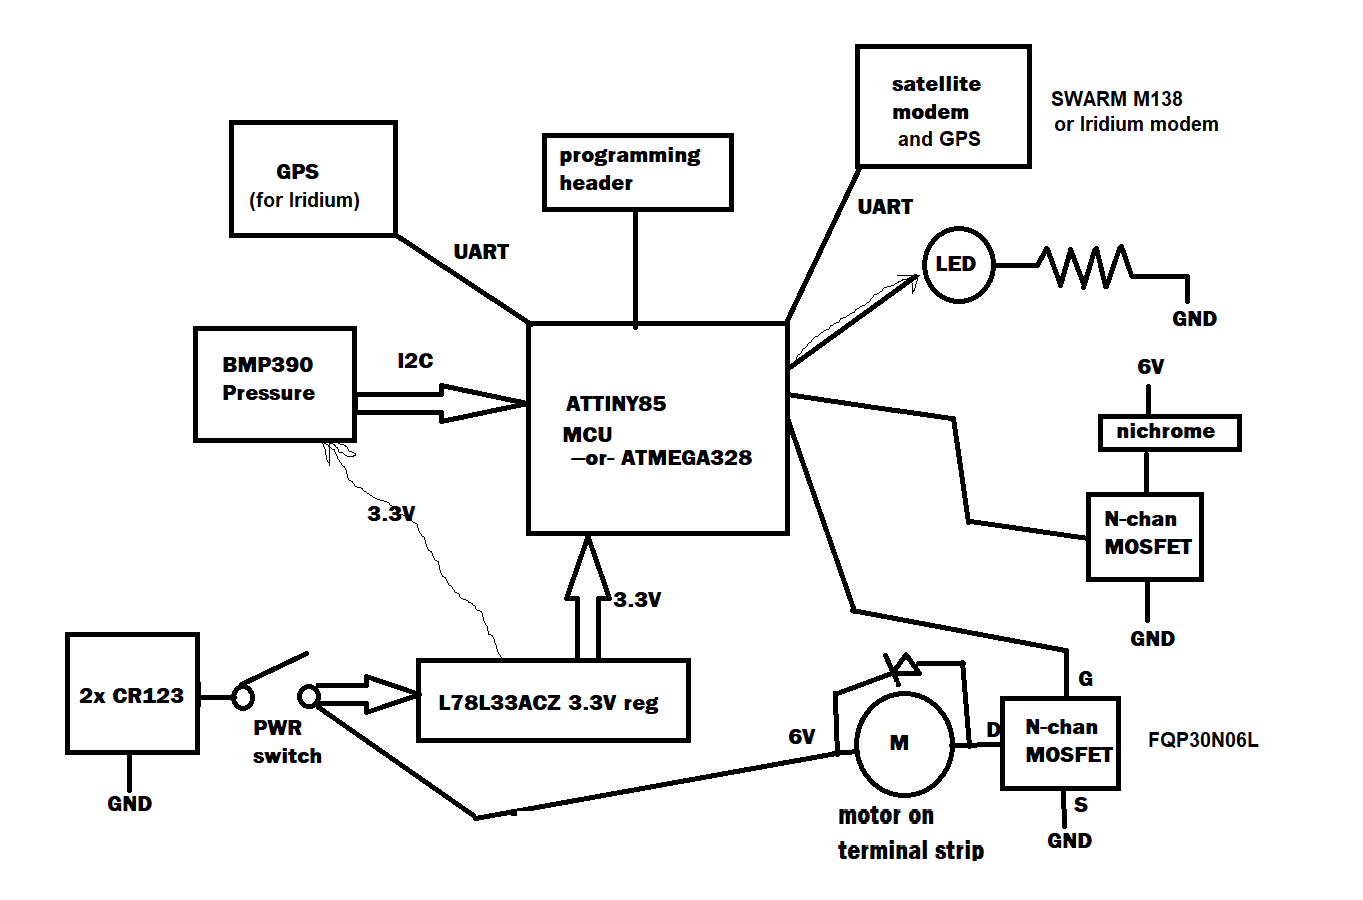 satellite
modem
and GPS
SWARM M138
or Iridium modem
GPS
(for Iridium)
programming
header
UART
UART
LED
GND
BMP390
Pressure
I2C
6V
nichrome
ATTINY85
MCU
—or- ATMEGA328
N-chan
MOSFET
3.3V
3.3V
GND
2x CR123
PWR
switch
L78L33ACZ 3.3V reg
G
6V
M
D
N-chan
MOSFET
FQP30N06L
GND
S
GND
motor on
terminal strip